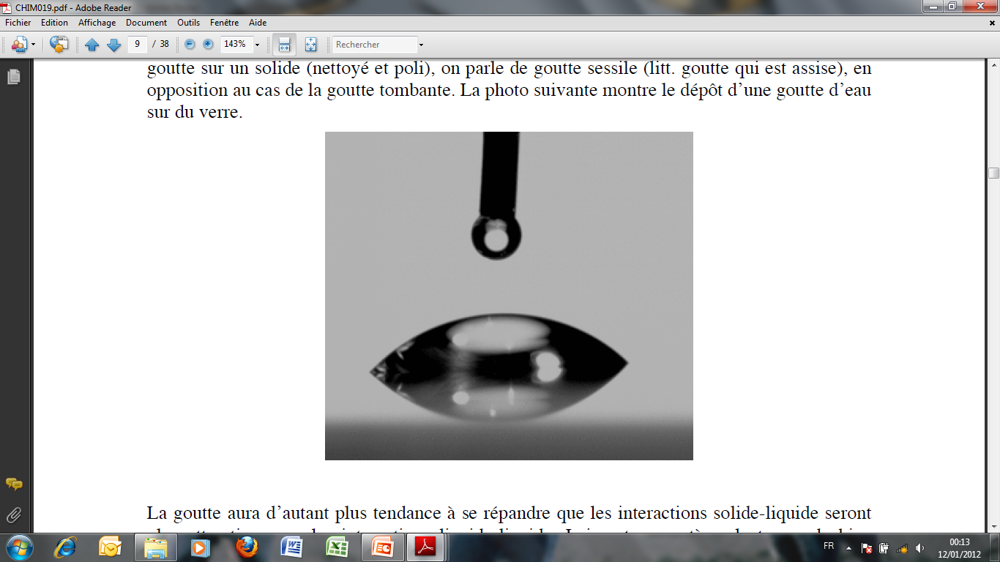 CHIM019.pdf - Adobe Reader
Fichier Edition Affichage Document Outils Fenêtre Aide
9 / 38 143% Rechercher
goutte sur un solide (nettoyé et poli), on parle de goutte sessile (litt. goutte qui est assise), en
opposition au cas de la goutte tombante. La photo suivante montre le dépôt d’une goutte d’eau
sur du verre.
La goutte aura d’autant plus tendance à se répandre que les interactions solide-liquide seront
FR
00:13
12/01/2012